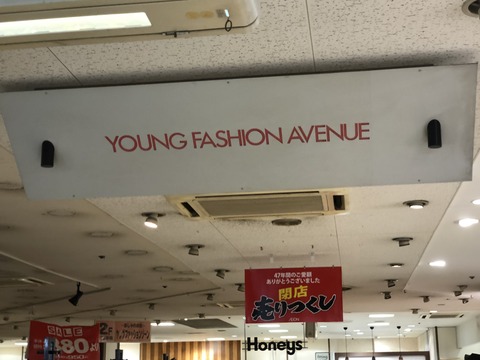 YOUNG FASHION AVENUE
47年間のご愛顧
ありがとうございました
閉店
売りつくし
AEON
SALE
2F
Honeys